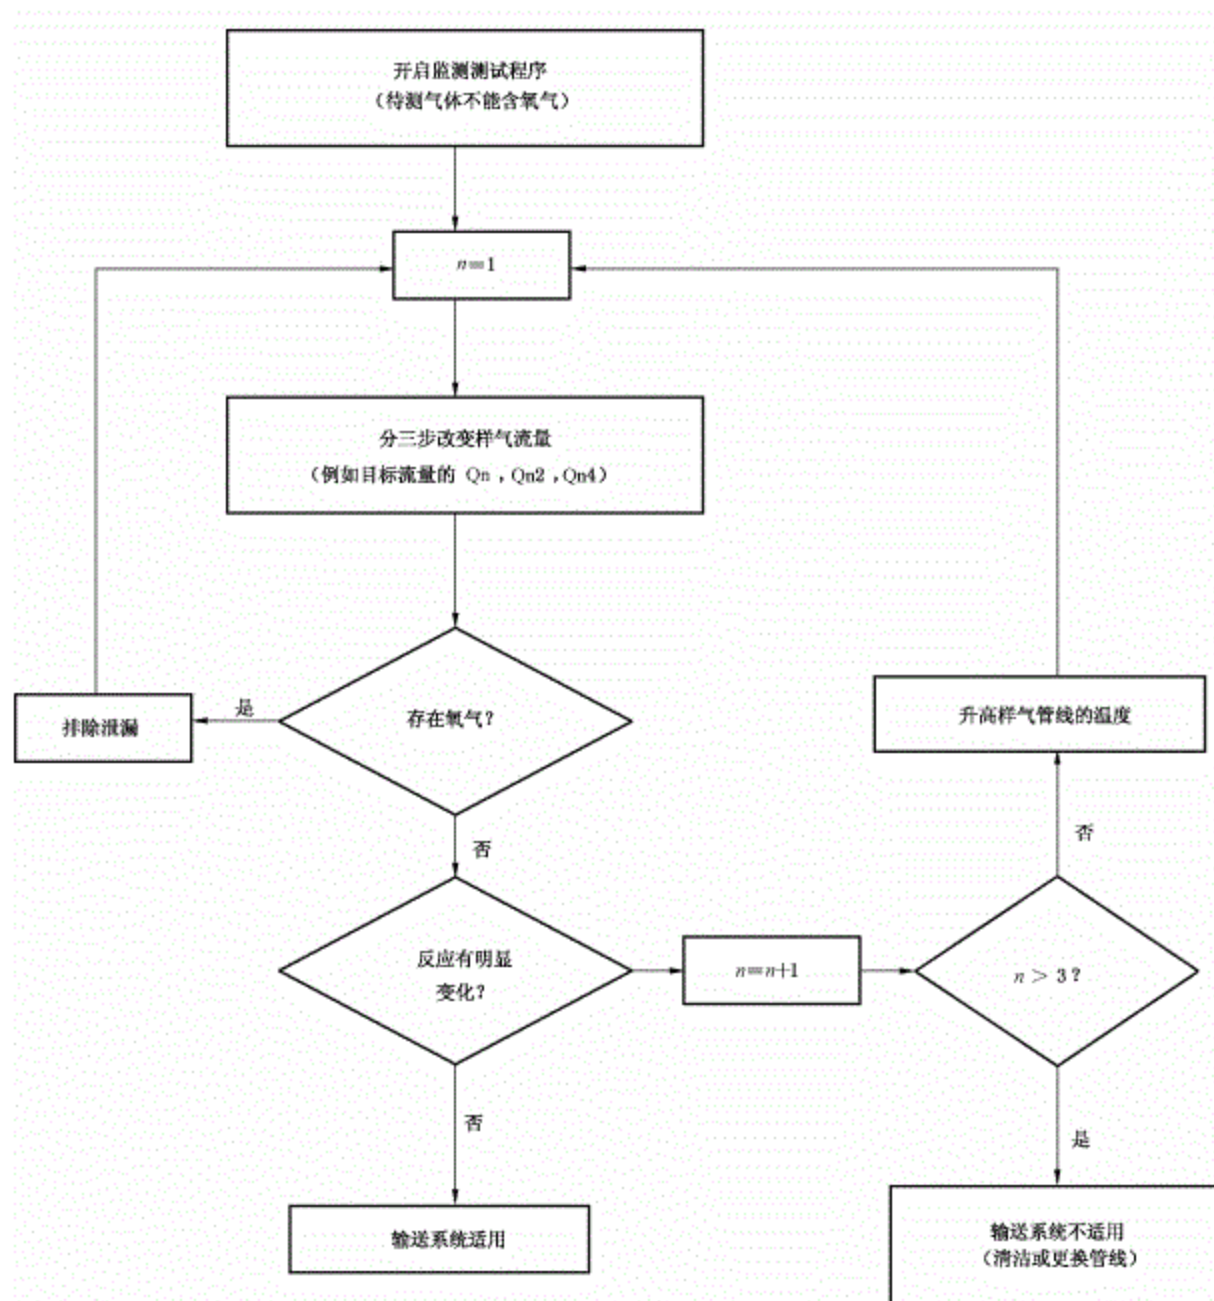 开启监测测试程序
（待测气体不能含氧气）
n=1
分三步改变样气流量
（例如目标流量的 Qn，Qn2，Qn4）
存在氧气？
是
排除泄漏
否
反应有明显
变化？
n=n+1
n > 3？
否
升高样气管线的温度
是
输送系统不适用
（清洁或更换管线）
否
输送系统适用